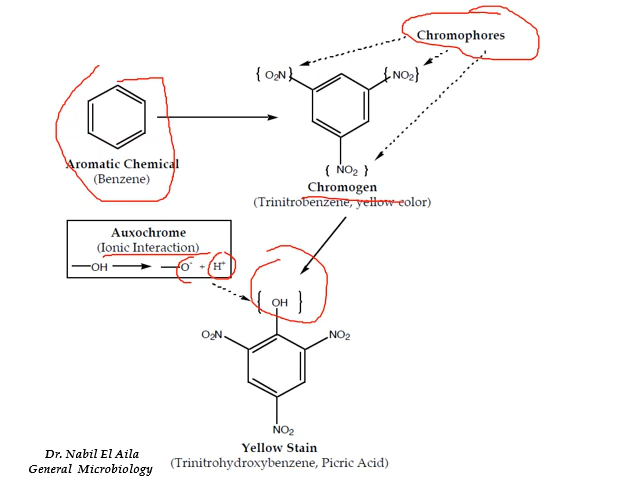 Chromophores
{ O₂N }
{ NO₂}
{ NO₂ }
Aromatic Chemical
(Benzene)
Chromogen
(Trinitrobenzene, yellow color)
Auxochrome
(Ionic Interaction)
—OH —O⁻ + H⁺
{ OH }
O₂N
NO₂
NO₂
Yellow Stain
(Trinitrohydroxybenzene, Picric Acid)
Dr. Nabil El Aila
General Microbiology